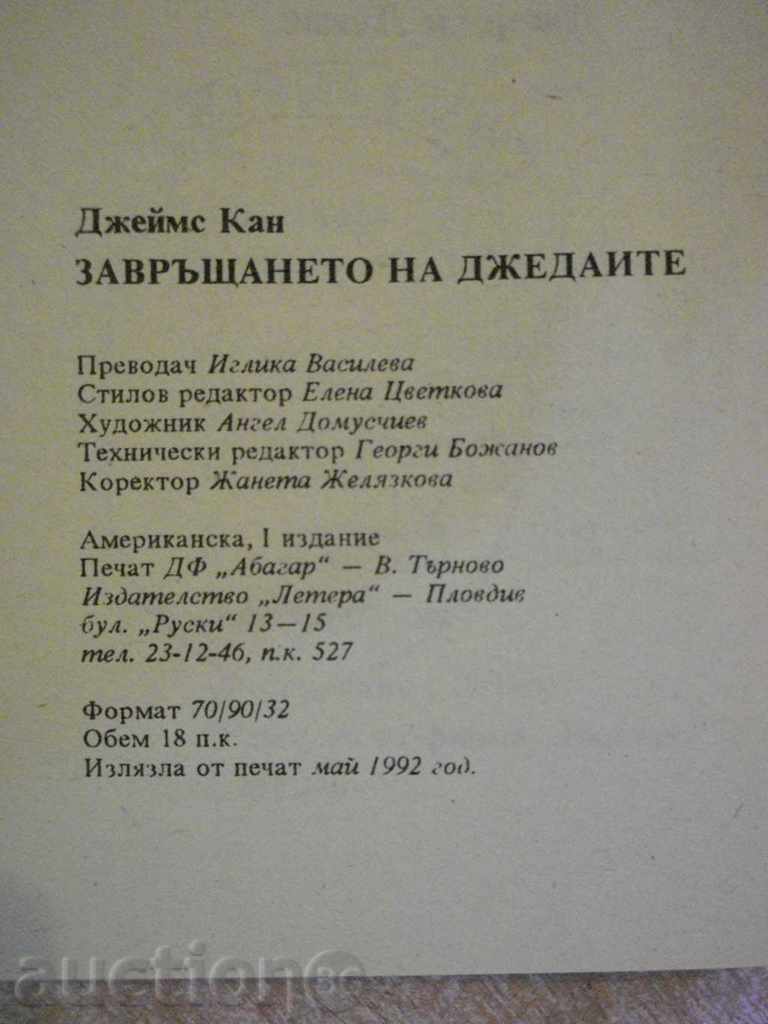 Джеймс Кан
ЗАВРЪЩАНЕТО НА ДЖЕДАИТЕ
Преводач Иглика Василева
Стилов редактор Елена Цветкова
Художник Ангел Домусчиев
Технически редактор Георги Божанов
Коректор Жанета Желязкова
Американска, I издание
Печат ДФ „Абагар“ — В. Търново
Издателство „Летера“ — Пловдив
бул. „Руски“ 13—15
тел. 23-12-46, п.к. 527
Формат 70/90/32
Обем 18 п.к.
Излязла от печат май 1992 год.
auction.bg